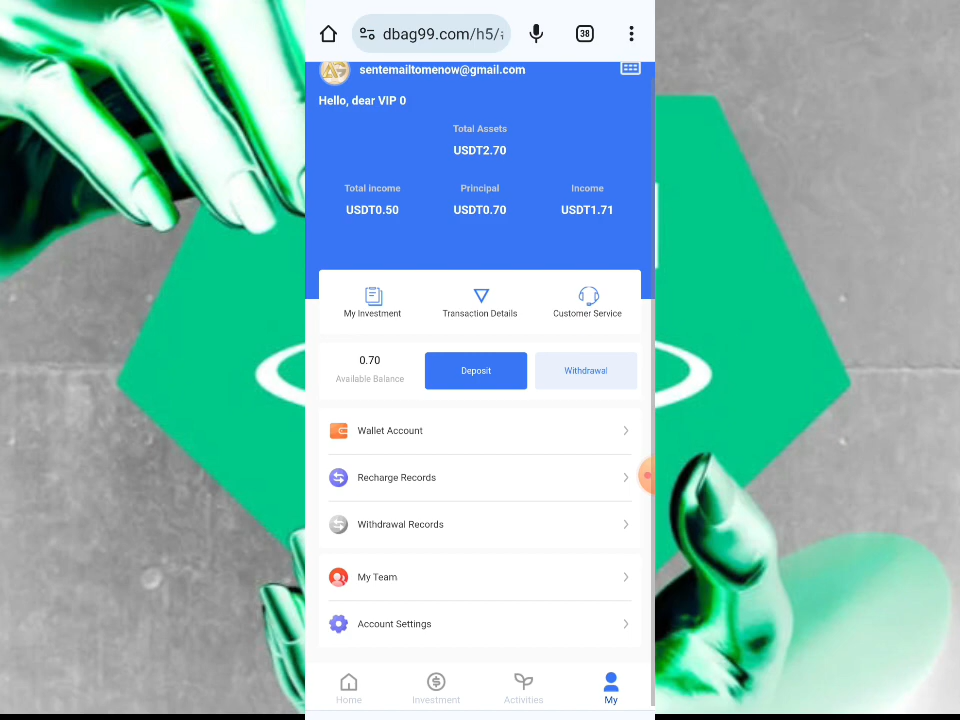 dbag99.com/h5/
38
sentemailtomenow@gmail.com
Hello, dear VIP 0
Total Assets
USDT2.70
Total income Principal Income
USDT0.50 USDT0.70 USDT1.71
My Investment Transaction Details Customer Service
0.70
Available Balance
Deposit Withdrawal
Wallet Account
Recharge Records
Withdrawal Records
My Team
Account Settings
Home Investment Activities My